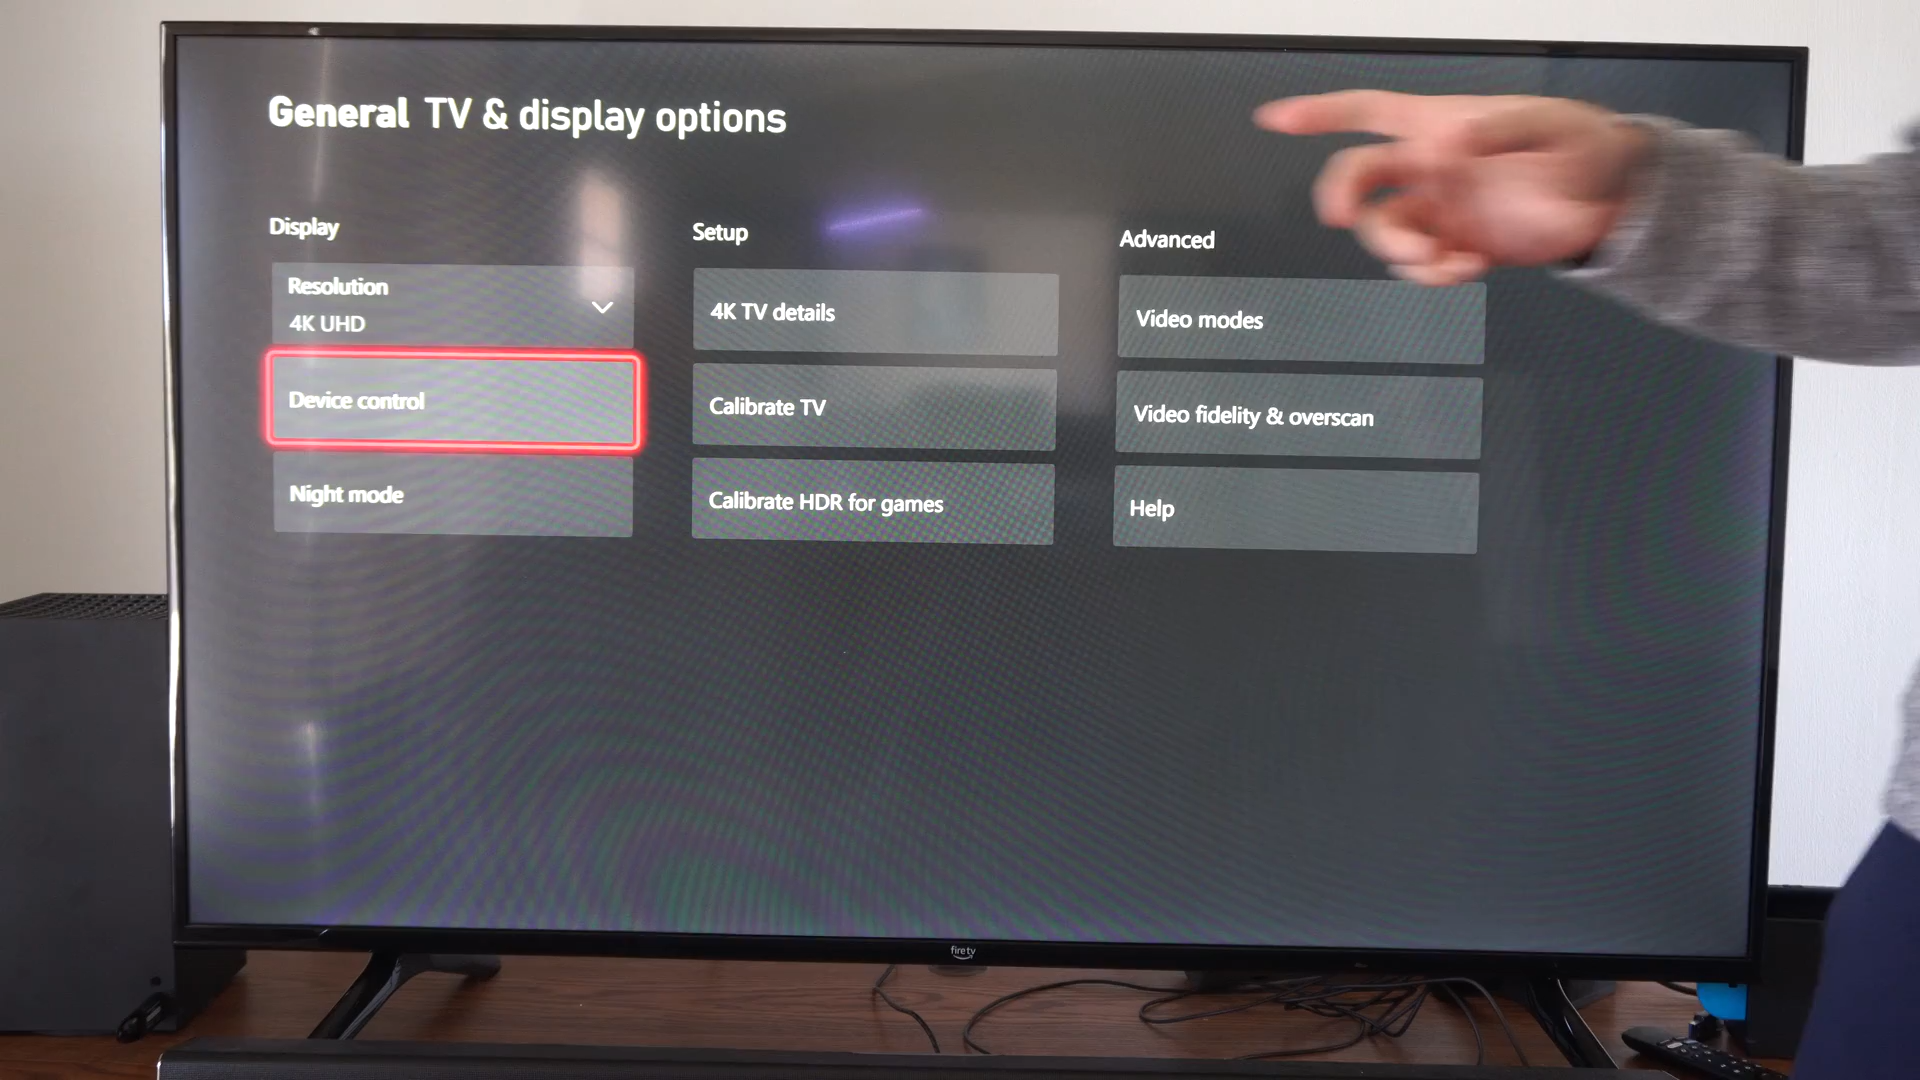 General TV & display options
Display
Resolution
4K UHD
Device control
Night mode
Setup
4K TV details
Calibrate TV
Calibrate HDR for games
Advanced
Video modes
Video fidelity & overscan
Help
fire tv